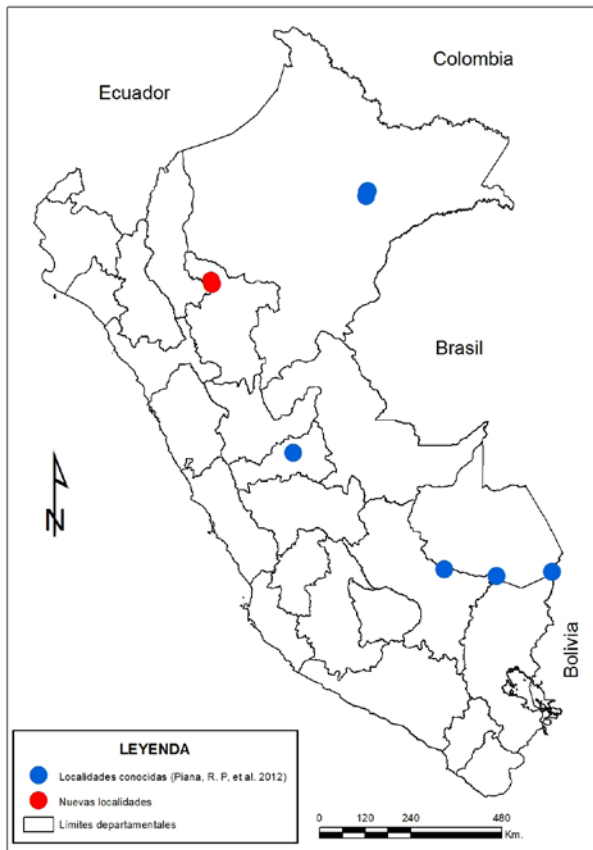 Colombia
Ecuador
Brasil
N
Bolivia
LEYENDA
Localidades conocidas (Piana, R. P, et al. 2012)
Nuevas localidades
Límites departamentales
0 120 240 480
Km.